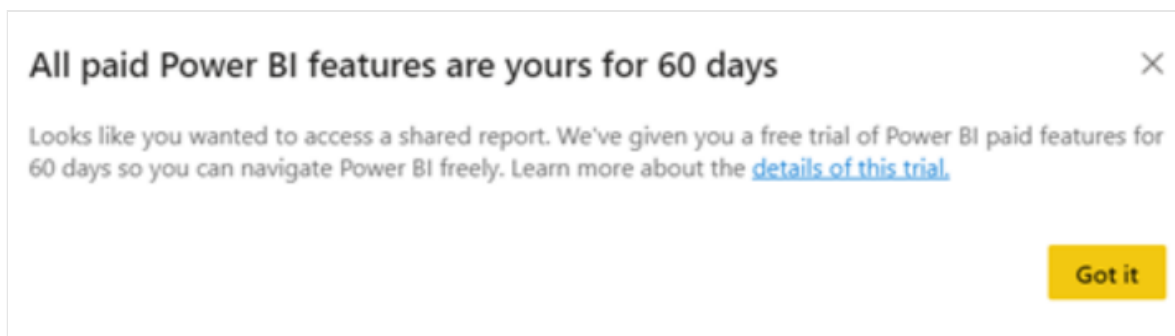 All paid Power BI features are yours for 60 days
Looks like you wanted to access a shared report. We've given you a free trial of Power BI paid features for
60 days so you can navigate Power BI freely. Learn more about the details of this trial.
Got it